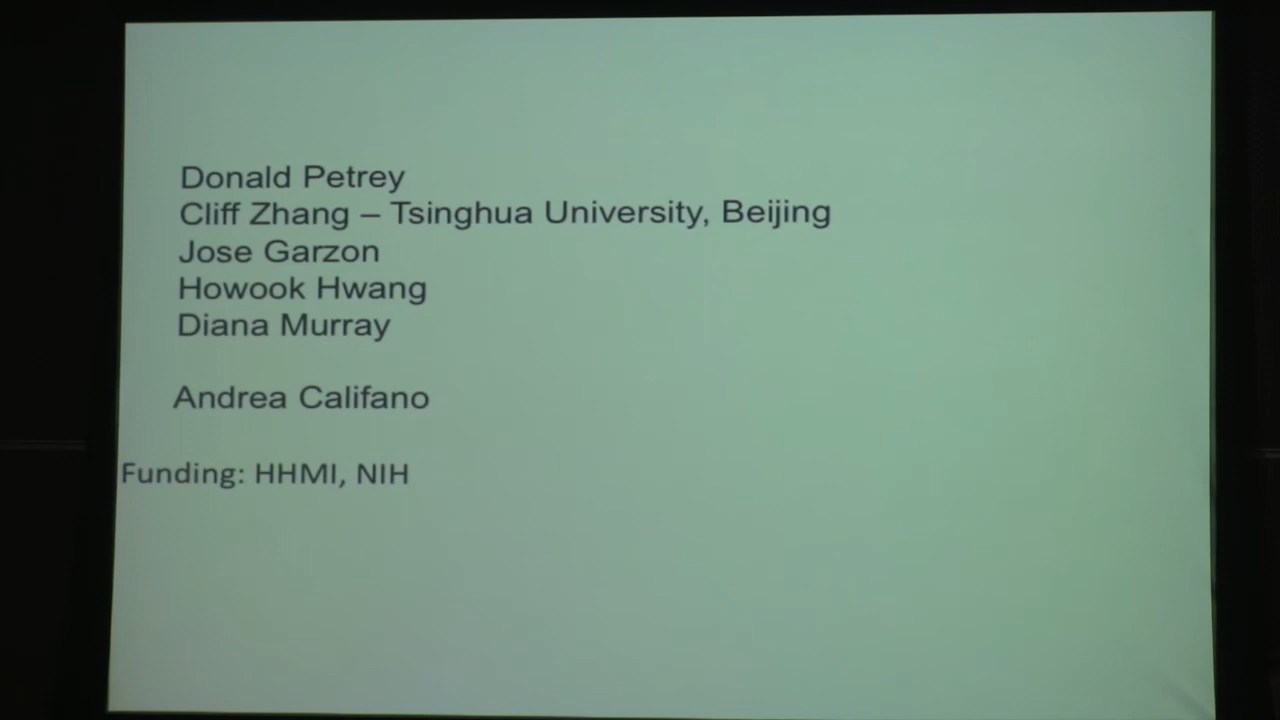 Donald Petrey
Cliff Zhang – Tsinghua University, Beijing
Jose Garzon
Howook Hwang
Diana Murray
Andrea Califano
Funding: HHMI, NIH